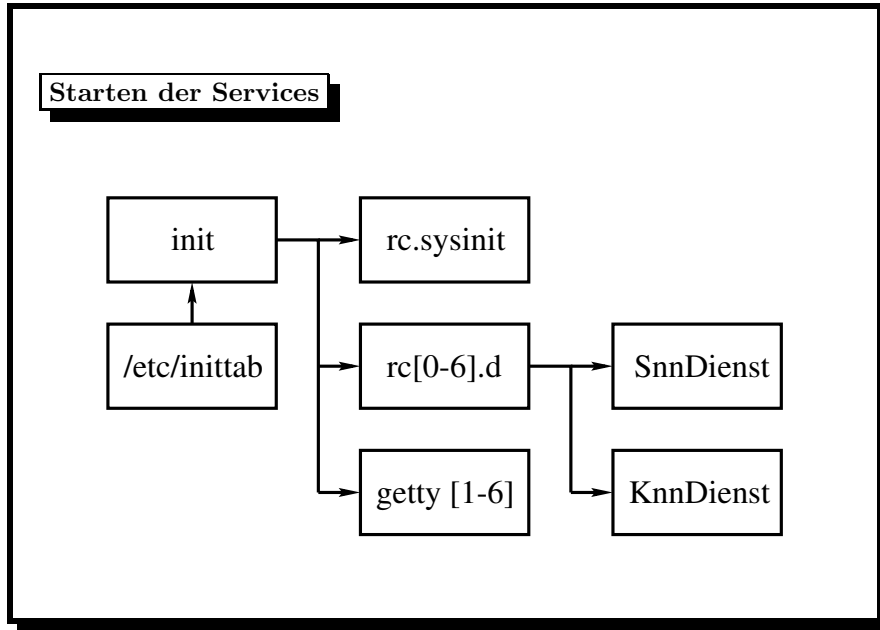 Starten der Services
init
rc.sysinit
/etc/inittab
rc[0-6].d
SnnDienst
getty [1-6]
KnnDienst